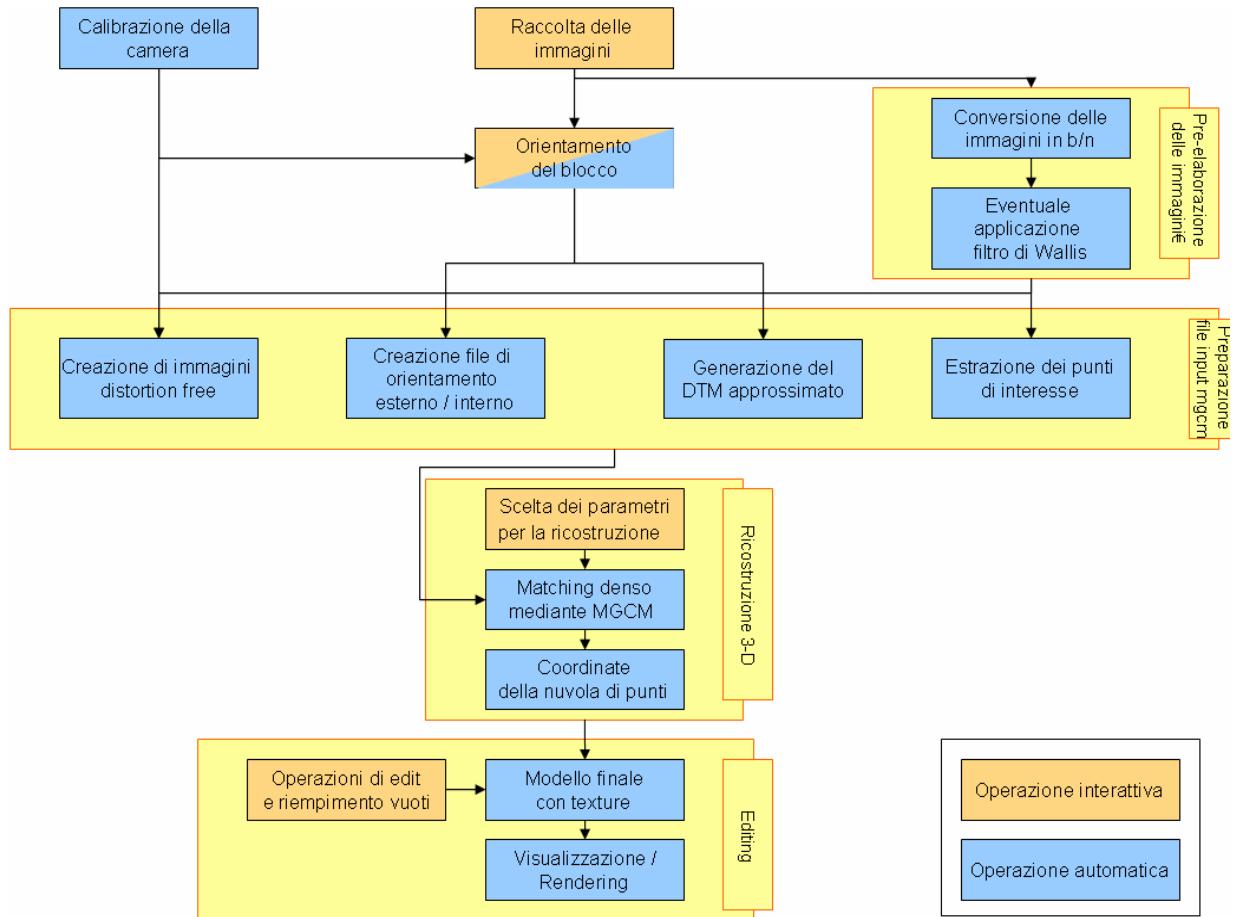 Calibrazione della
camera
Raccolta delle
immagini
Orientamento
del blocco
Conversione delle
immagini in b/n
Eventuale
applicazione
filtro di Wallis
Pre-elaborazione
delle immagini€
Creazione di immagini
distortion free
Creazione file di
orientamento
esterno / interno
Generazione del
DTM approssimato
Estrazione dei punti
di interesse
Preparazione
file input mgcm
Scelta dei parametri
per la ricostruzione
Matching denso
mediante MGCM
Coordinate
della nuvola di punti
Ricostruzione 3-D
Operazioni di edit
e riempimento vuoti
Modello finale
con texture
Visualizzazione /
Rendering
Editing
Operazione interattiva
Operazione automatica